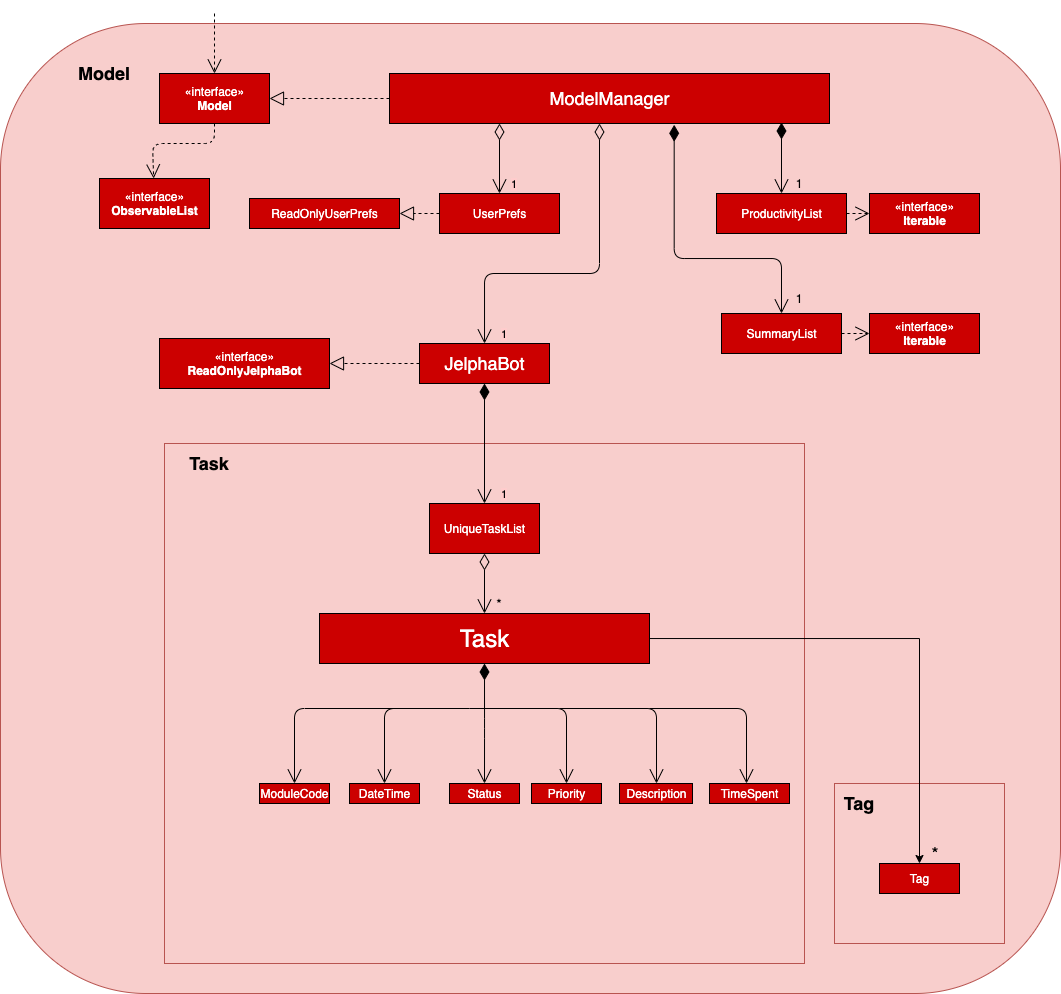 Model
«interface»
Model
ModelManager
«interface»
ObservableList
ReadOnlyUserPrefs
1
UserPrefs
1
ProductivityList
«interface»
Iterable
1
SummaryList
«interface»
Iterable
«interface»
ReadOnlyJelphaBot
1
JelphaBot
Task
1
UniqueTaskList
*
Task
ModuleCode
DateTime
Status
Priority
Description
TimeSpent
Tag
*
Tag